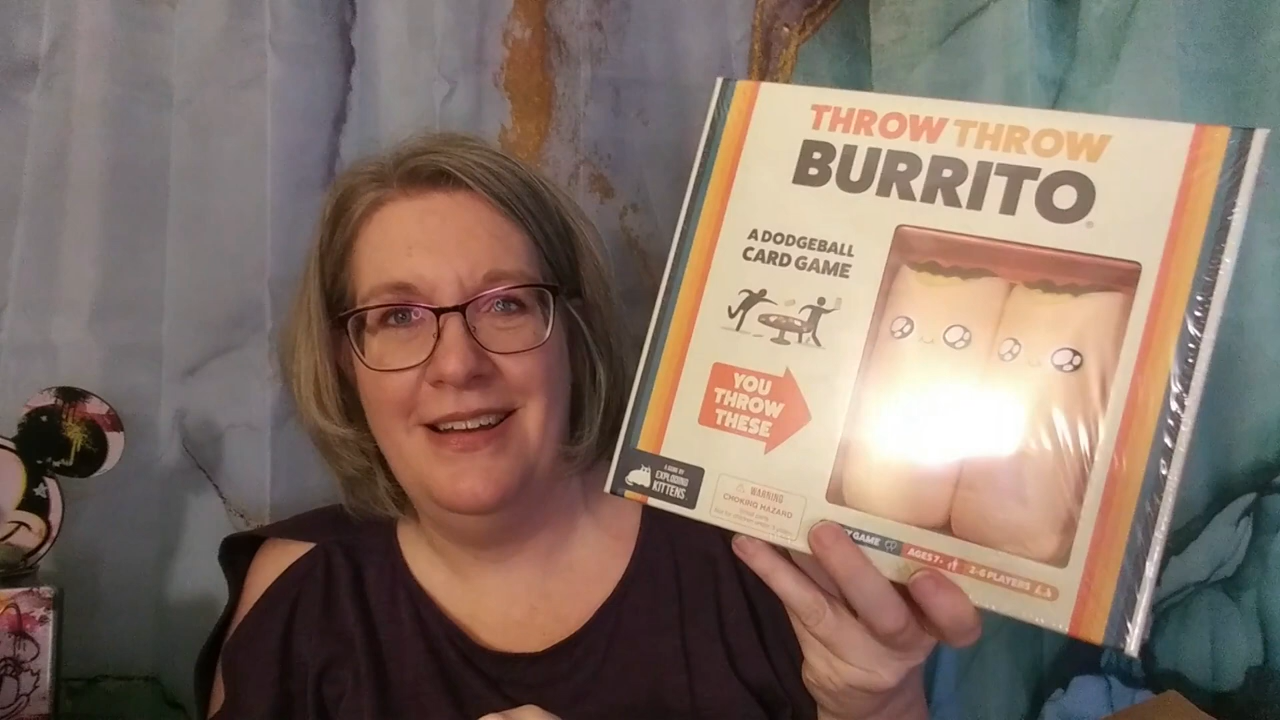 THROW THROW
BURRITO
A DODGEBALL
CARD GAME
YOU
THROW
THESE
A GAME BY
EXPLODING
KITTENS
WARNING
CHOKING HAZARD
GAME
AGES 7+
2-6 PLAYERS